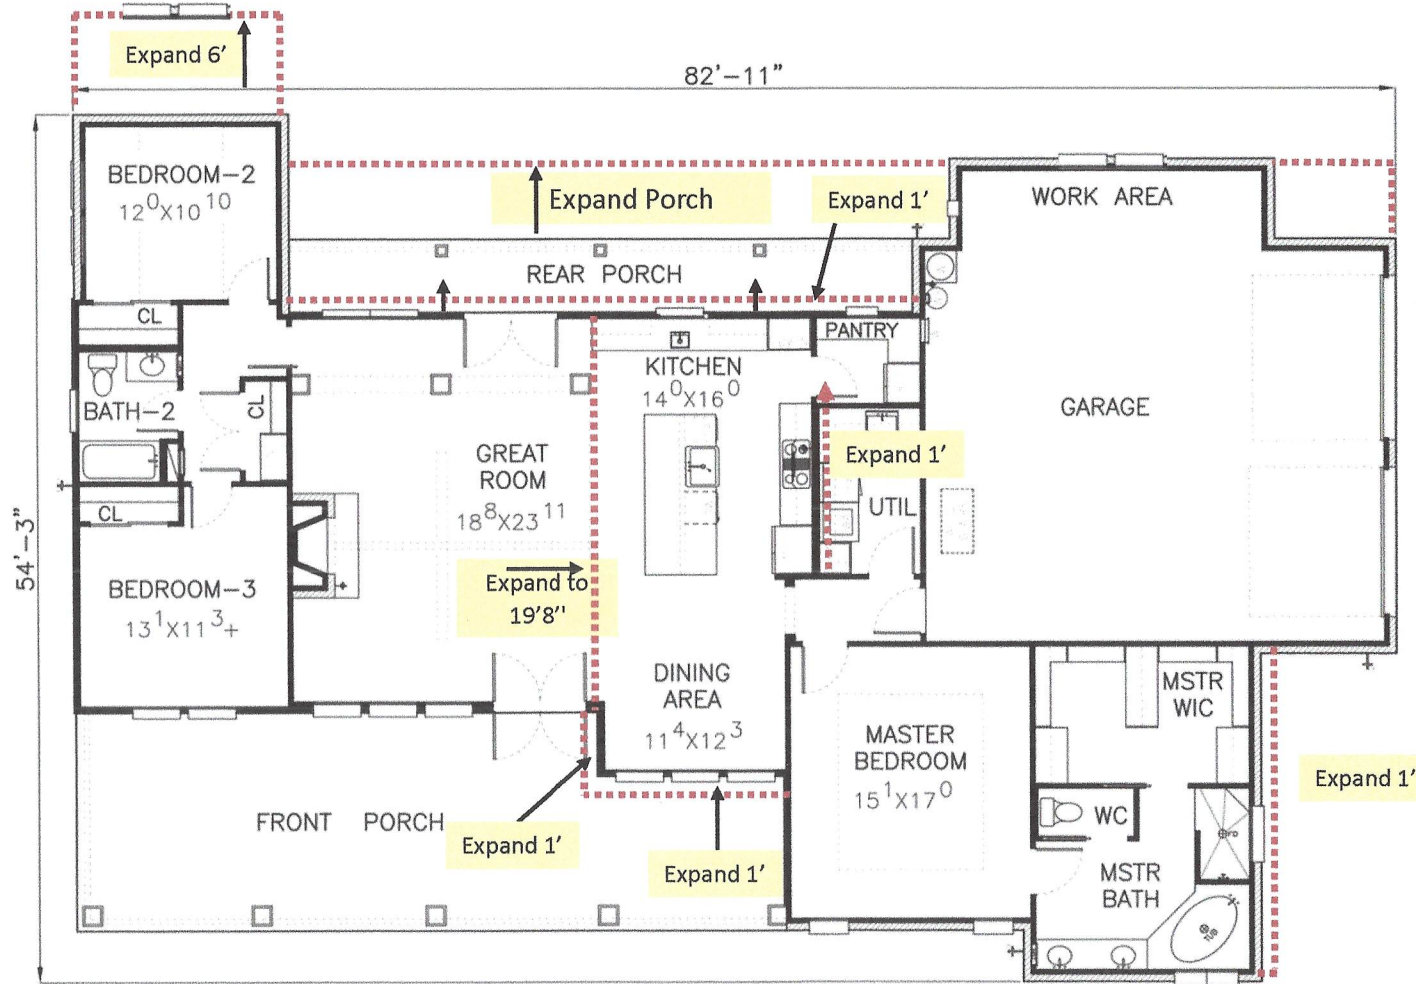 Expand 6’
82’-11”
BEDROOM-2
12⁰X10¹⁰
Expand Porch
Expand 1’
WORK AREA
REAR PORCH
CL
PANTRY
KITCHEN
14⁰X16⁰
BATH-2
CL
GARAGE
GREAT
ROOM
18⁸X23¹¹
Expand 1’
UTIL
CL
54’-3”
BEDROOM-3
13¹X11³+
Expand to
19’8”
DINING
AREA
11⁴X12³
MSTR
WIC
MASTER
BEDROOM
15¹X17⁰
Expand 1’
FRONT PORCH
Expand 1’
Expand 1’
WC
MSTR
BATH
TUB